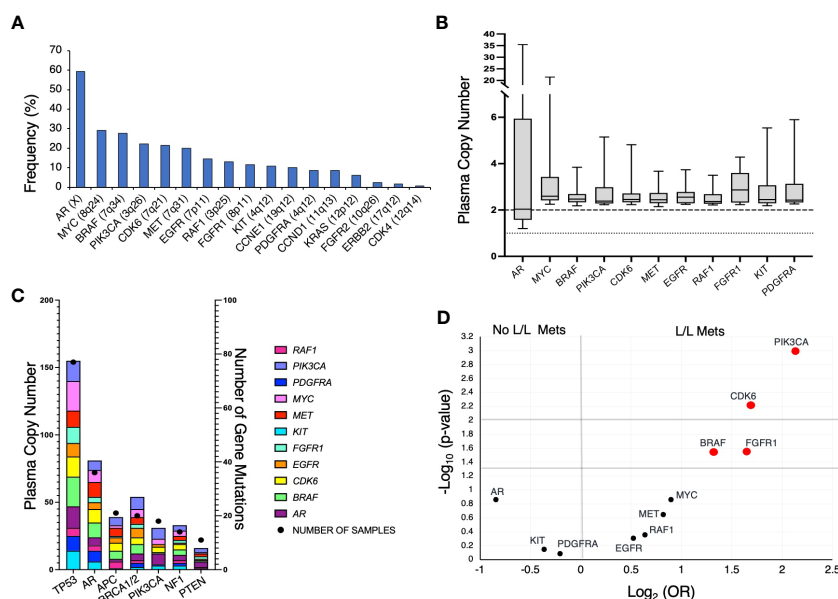 A
Frequency (%)
70
60
50
40
30
20
10
0
AR (X)
MYC (8q24)
BRAF (7q34)
PIK3CA (3q26)
CDK6 (7q21)
MET (7q31)
EGFR (7p11)
RAF1 (3p25)
FGFR1 (8p11)
KIT (4q12)
CCNE1 (19q12)
PDGFRA (4q12)
CCND1 (11q13)
KRAS (12p12)
FGFR2 (10q26)
ERBB2 (17q12)
CDK4 (12q14)
B
Plasma Copy Number
40
35
30
25
20
6
4
2
0
AR
MYC
BRAF
PIK3CA
CDK6
MET
EGFR
RAF1
FGFR1
KIT
PDGFRA
C
Plasma Copy Number
200
150
100
50
0
Number of Gene Mutations
100
80
60
40
20
0
TP53
AR
APC
BRCA1/2
PIK3CA
NF1
PTEN
RAF1
PIK3CA
PDGFRA
MYC
MET
KIT
FGFR1
EGFR
CDK6
BRAF
AR
NUMBER OF SAMPLES
D
No L/L Mets
L/L Mets
-Log10 (p-value)
3.2
3
2.8
2.6
2.4
2.2
2
1.8
1.6
1.4
1.2
1
0.8
0.6
0.4
0.2
0
PIK3CA
CDK6
BRAF
FGFR1
AR
MYC
MET
RAF1
EGFR
KIT
PDGFRA
-1
-0.5
0
0.5
1
1.5
2
2.5
Log2 (OR)